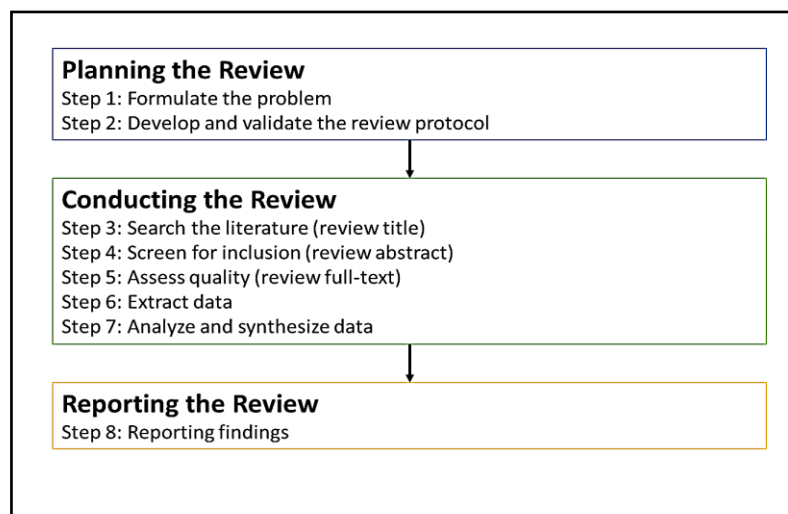 Planning the Review
Step 1: Formulate the problem
Step 2: Develop and validate the review protocol
Conducting the Review
Step 3: Search the literature (review title)
Step 4: Screen for inclusion (review abstract)
Step 5: Assess quality (review full-text)
Step 6: Extract data
Step 7: Analyze and synthesize data
Reporting the Review
Step 8: Reporting findings